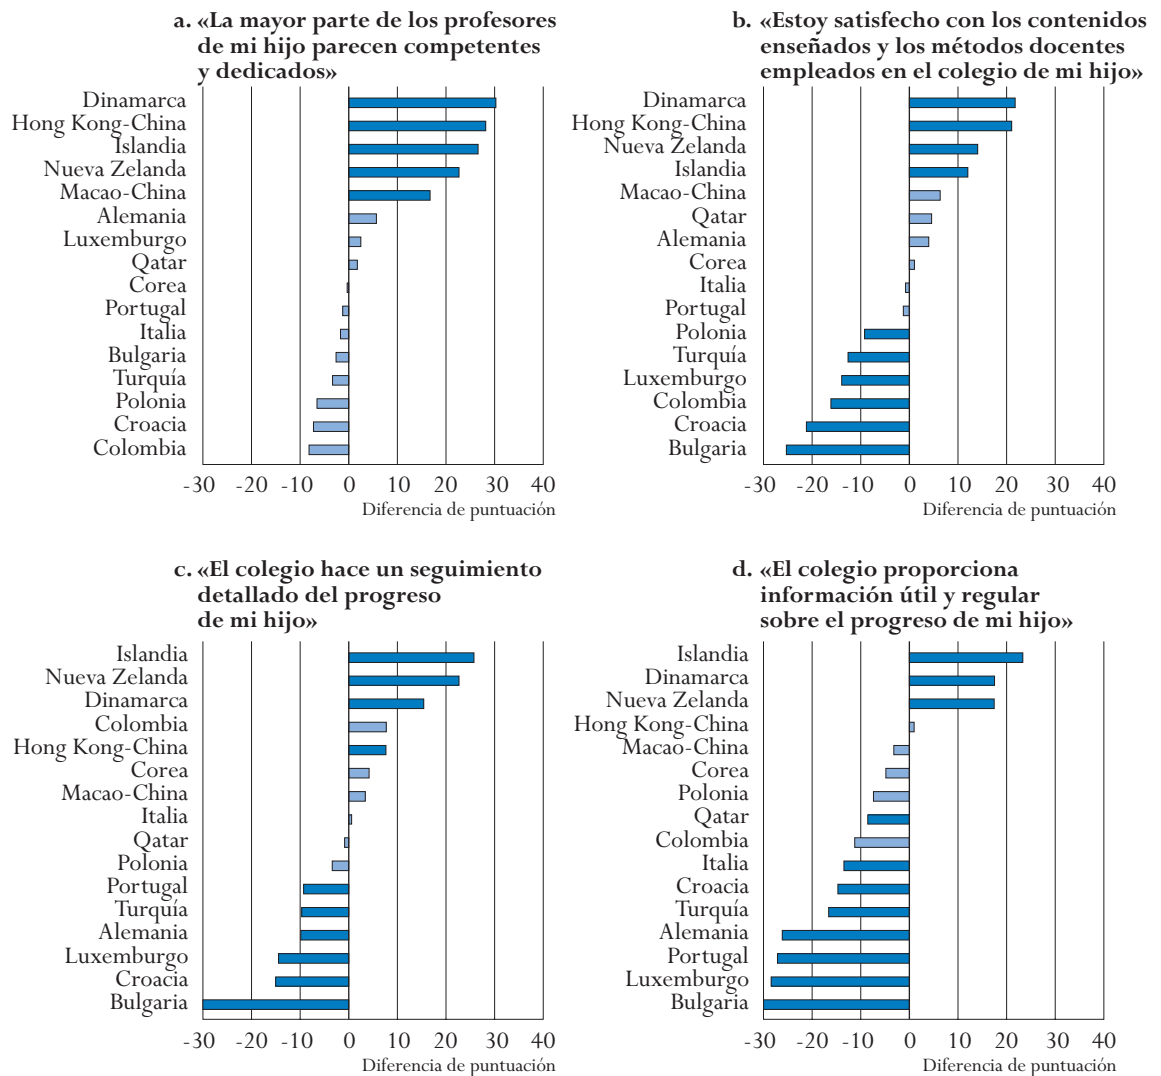 a. «La mayor parte de los profesores
de mi hijo parecen competentes
y dedicados»
Dinamarca
Hong Kong-China
Islandia
Nueva Zelanda
Macao-China
Alemania
Luxemburgo
Qatar
Corea
Portugal
Italia
Bulgaria
Turquía
Polonia
Croacia
Colombia
-30 -20 -10 0 10 20 30 40
Diferencia de puntuación
b. «Estoy satisfecho con los contenidos
enseñados y los métodos docentes
empleados en el colegio de mi hijo»
Dinamarca
Hong Kong-China
Nueva Zelanda
Islandia
Macao-China
Qatar
Alemania
Corea
Italia
Portugal
Polonia
Turquía
Luxemburgo
Colombia
Croacia
Bulgaria
-30 -20 -10 0 10 20 30 40
Diferencia de puntuación
c. «El colegio hace un seguimiento
detallado del progreso
de mi hijo»
Islandia
Nueva Zelanda
Dinamarca
Colombia
Hong Kong-China
Corea
Macao-China
Italia
Qatar
Polonia
Portugal
Turquía
Alemania
Luxemburgo
Croacia
Bulgaria
-30 -20 -10 0 10 20 30 40
Diferencia de puntuación
d. «El colegio proporciona
información útil y regular
sobre el progreso de mi hijo»
Islandia
Dinamarca
Nueva Zelanda
Hong Kong-China
Macao-China
Corea
Polonia
Qatar
Colombia
Italia
Croacia
Turquía
Alemania
Portugal
Luxemburgo
Bulgaria
-30 -20 -10 0 10 20 30 40
Diferencia de puntuación